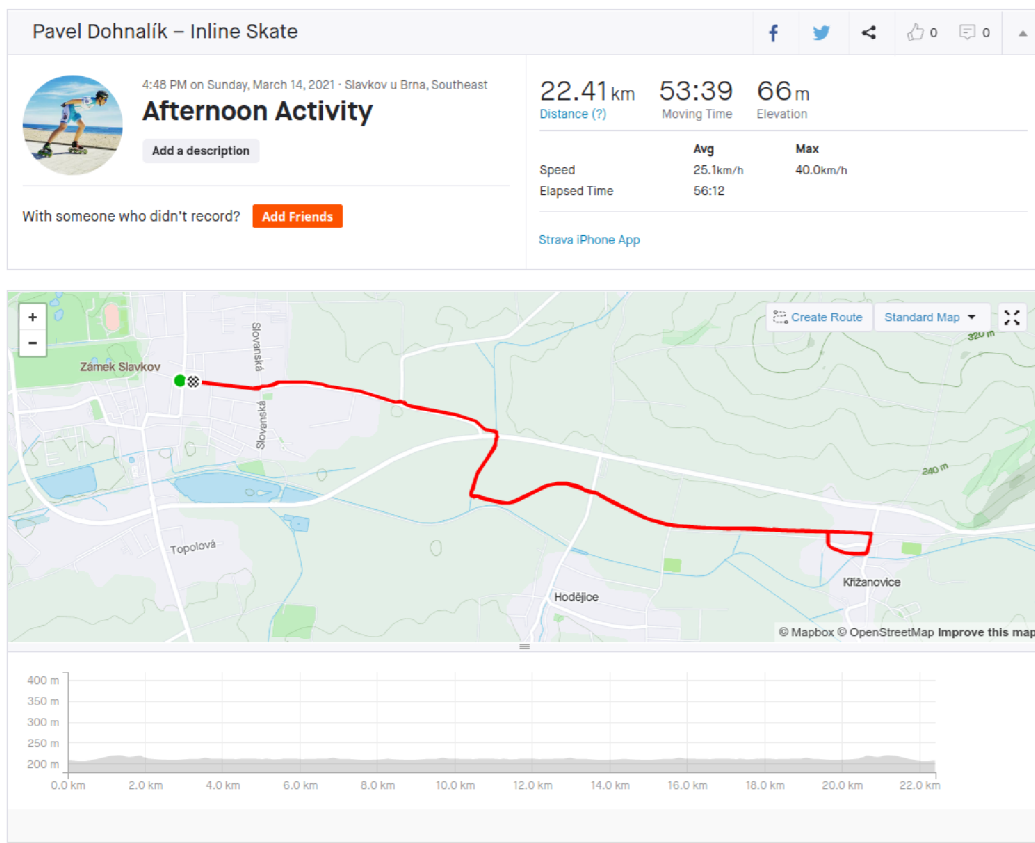 Pavel Dohnalík – Inline Skate
0
0
4:48 PM on Sunday, March 14, 2021 · Slavkov u Brna, Southeast
Afternoon Activity
Add a description
With someone who didn't record? Add Friends
22.41 km 53:39 66 m
Distance (?) Moving Time Elevation
Avg Max
Speed 25.1km/h 40.0km/h
Elapsed Time 56:12
Strava iPhone App
+
−
Create Route Standard Map
320 m
Slovanská
Zámek Slavkov
Slovanská
240 m
Topolová
Křižanovice
Hodějice
© Mapbox © OpenStreetMap Improve this map
400 m
350 m
300 m
250 m
200 m
0.0 km 2.0 km 4.0 km 6.0 km 8.0 km 10.0 km 12.0 km 14.0 km 16.0 km 18.0 km 20.0 km 22.0 km